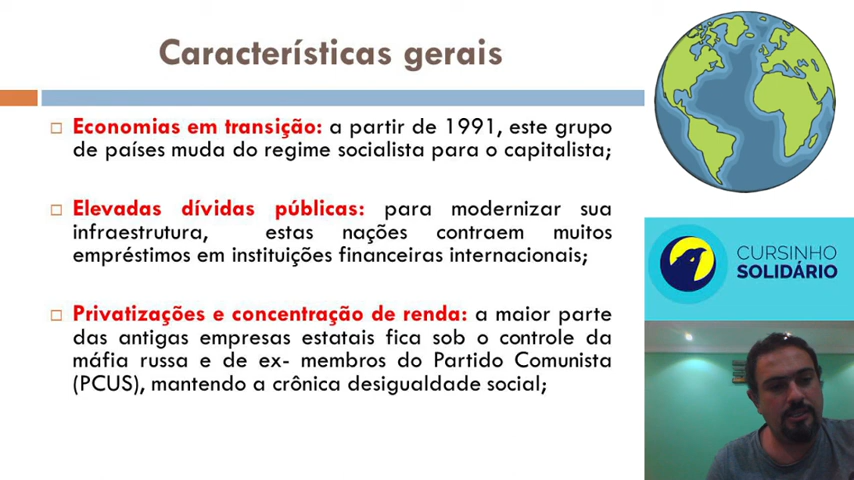 Características gerais
Economias em transição: a partir de 1991, este grupo
de países muda do regime socialista para o capitalista;
Elevadas dívidas públicas: para modernizar sua
infraestrutura, estas nações contraem muitos
empréstimos em instituições financeiras internacionais;
Privatizações e concentração de renda: a maior parte
das antigas empresas estatais fica sob o controle da
máfia russa e de ex- membros do Partido Comunista
(PCUS), mantendo a crônica desigualdade social;
CURSINHO
SOLIDÁRIO